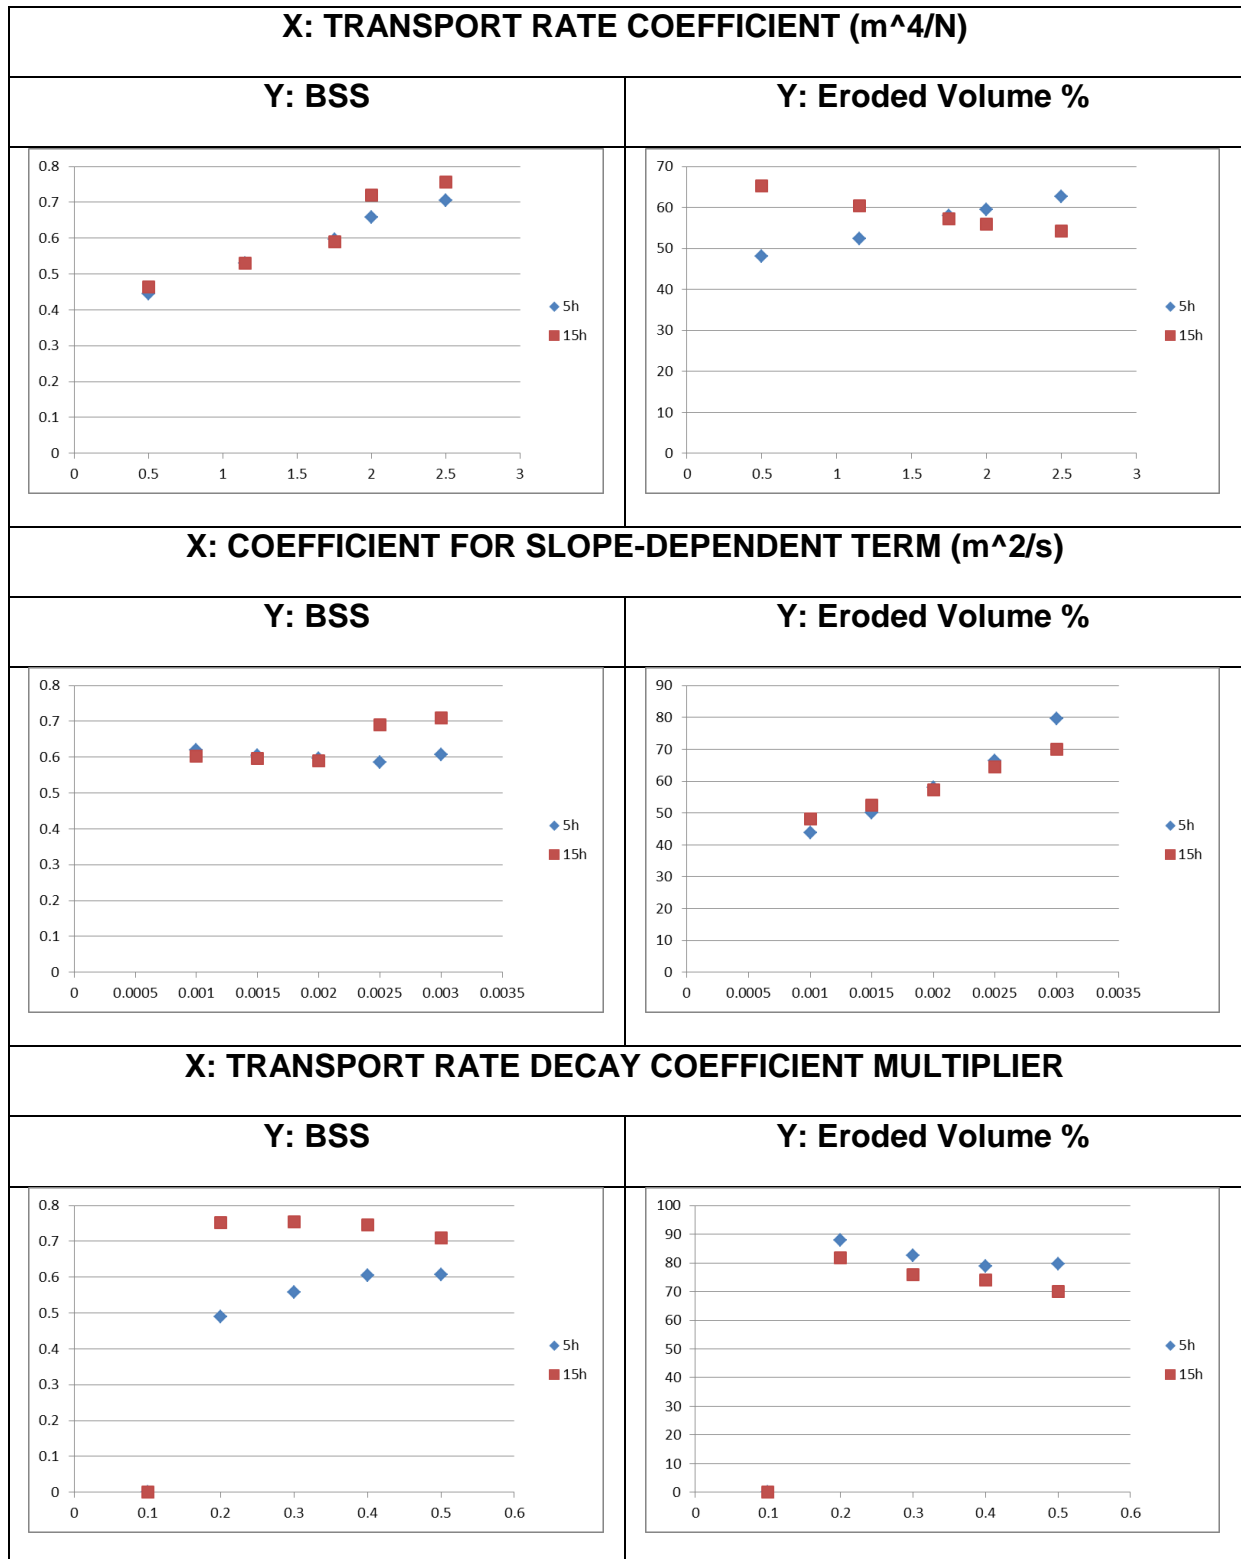 X: TRANSPORT RATE COEFFICIENT (m^4/N)
Y: BSS
Y: Eroded Volume %
0.8
0.7
0.6
0.5
0.4
0.3
0.2
0.1
0
0 0.5 1 1.5 2 2.5 3
5h
15h
70
60
50
40
30
20
10
0
0 0.5 1 1.5 2 2.5 3
5h
15h
X: COEFFICIENT FOR SLOPE-DEPENDENT TERM (m^2/s)
Y: BSS
Y: Eroded Volume %
0.8
0.7
0.6
0.5
0.4
0.3
0.2
0.1
0
0 0.0005 0.001 0.0015 0.002 0.0025 0.003 0.0035
5h
15h
90
80
70
60
50
40
30
20
10
0
0 0.0005 0.001 0.0015 0.002 0.0025 0.003 0.0035
5h
15h
X: TRANSPORT RATE DECAY COEFFICIENT MULTIPLIER
Y: BSS
Y: Eroded Volume %
0.8
0.7
0.6
0.5
0.4
0.3
0.2
0.1
0
0 0.1 0.2 0.3 0.4 0.5 0.6
5h
15h
100
90
80
70
60
50
40
30
20
10
0
0 0.1 0.2 0.3 0.4 0.5 0.6
5h
15h